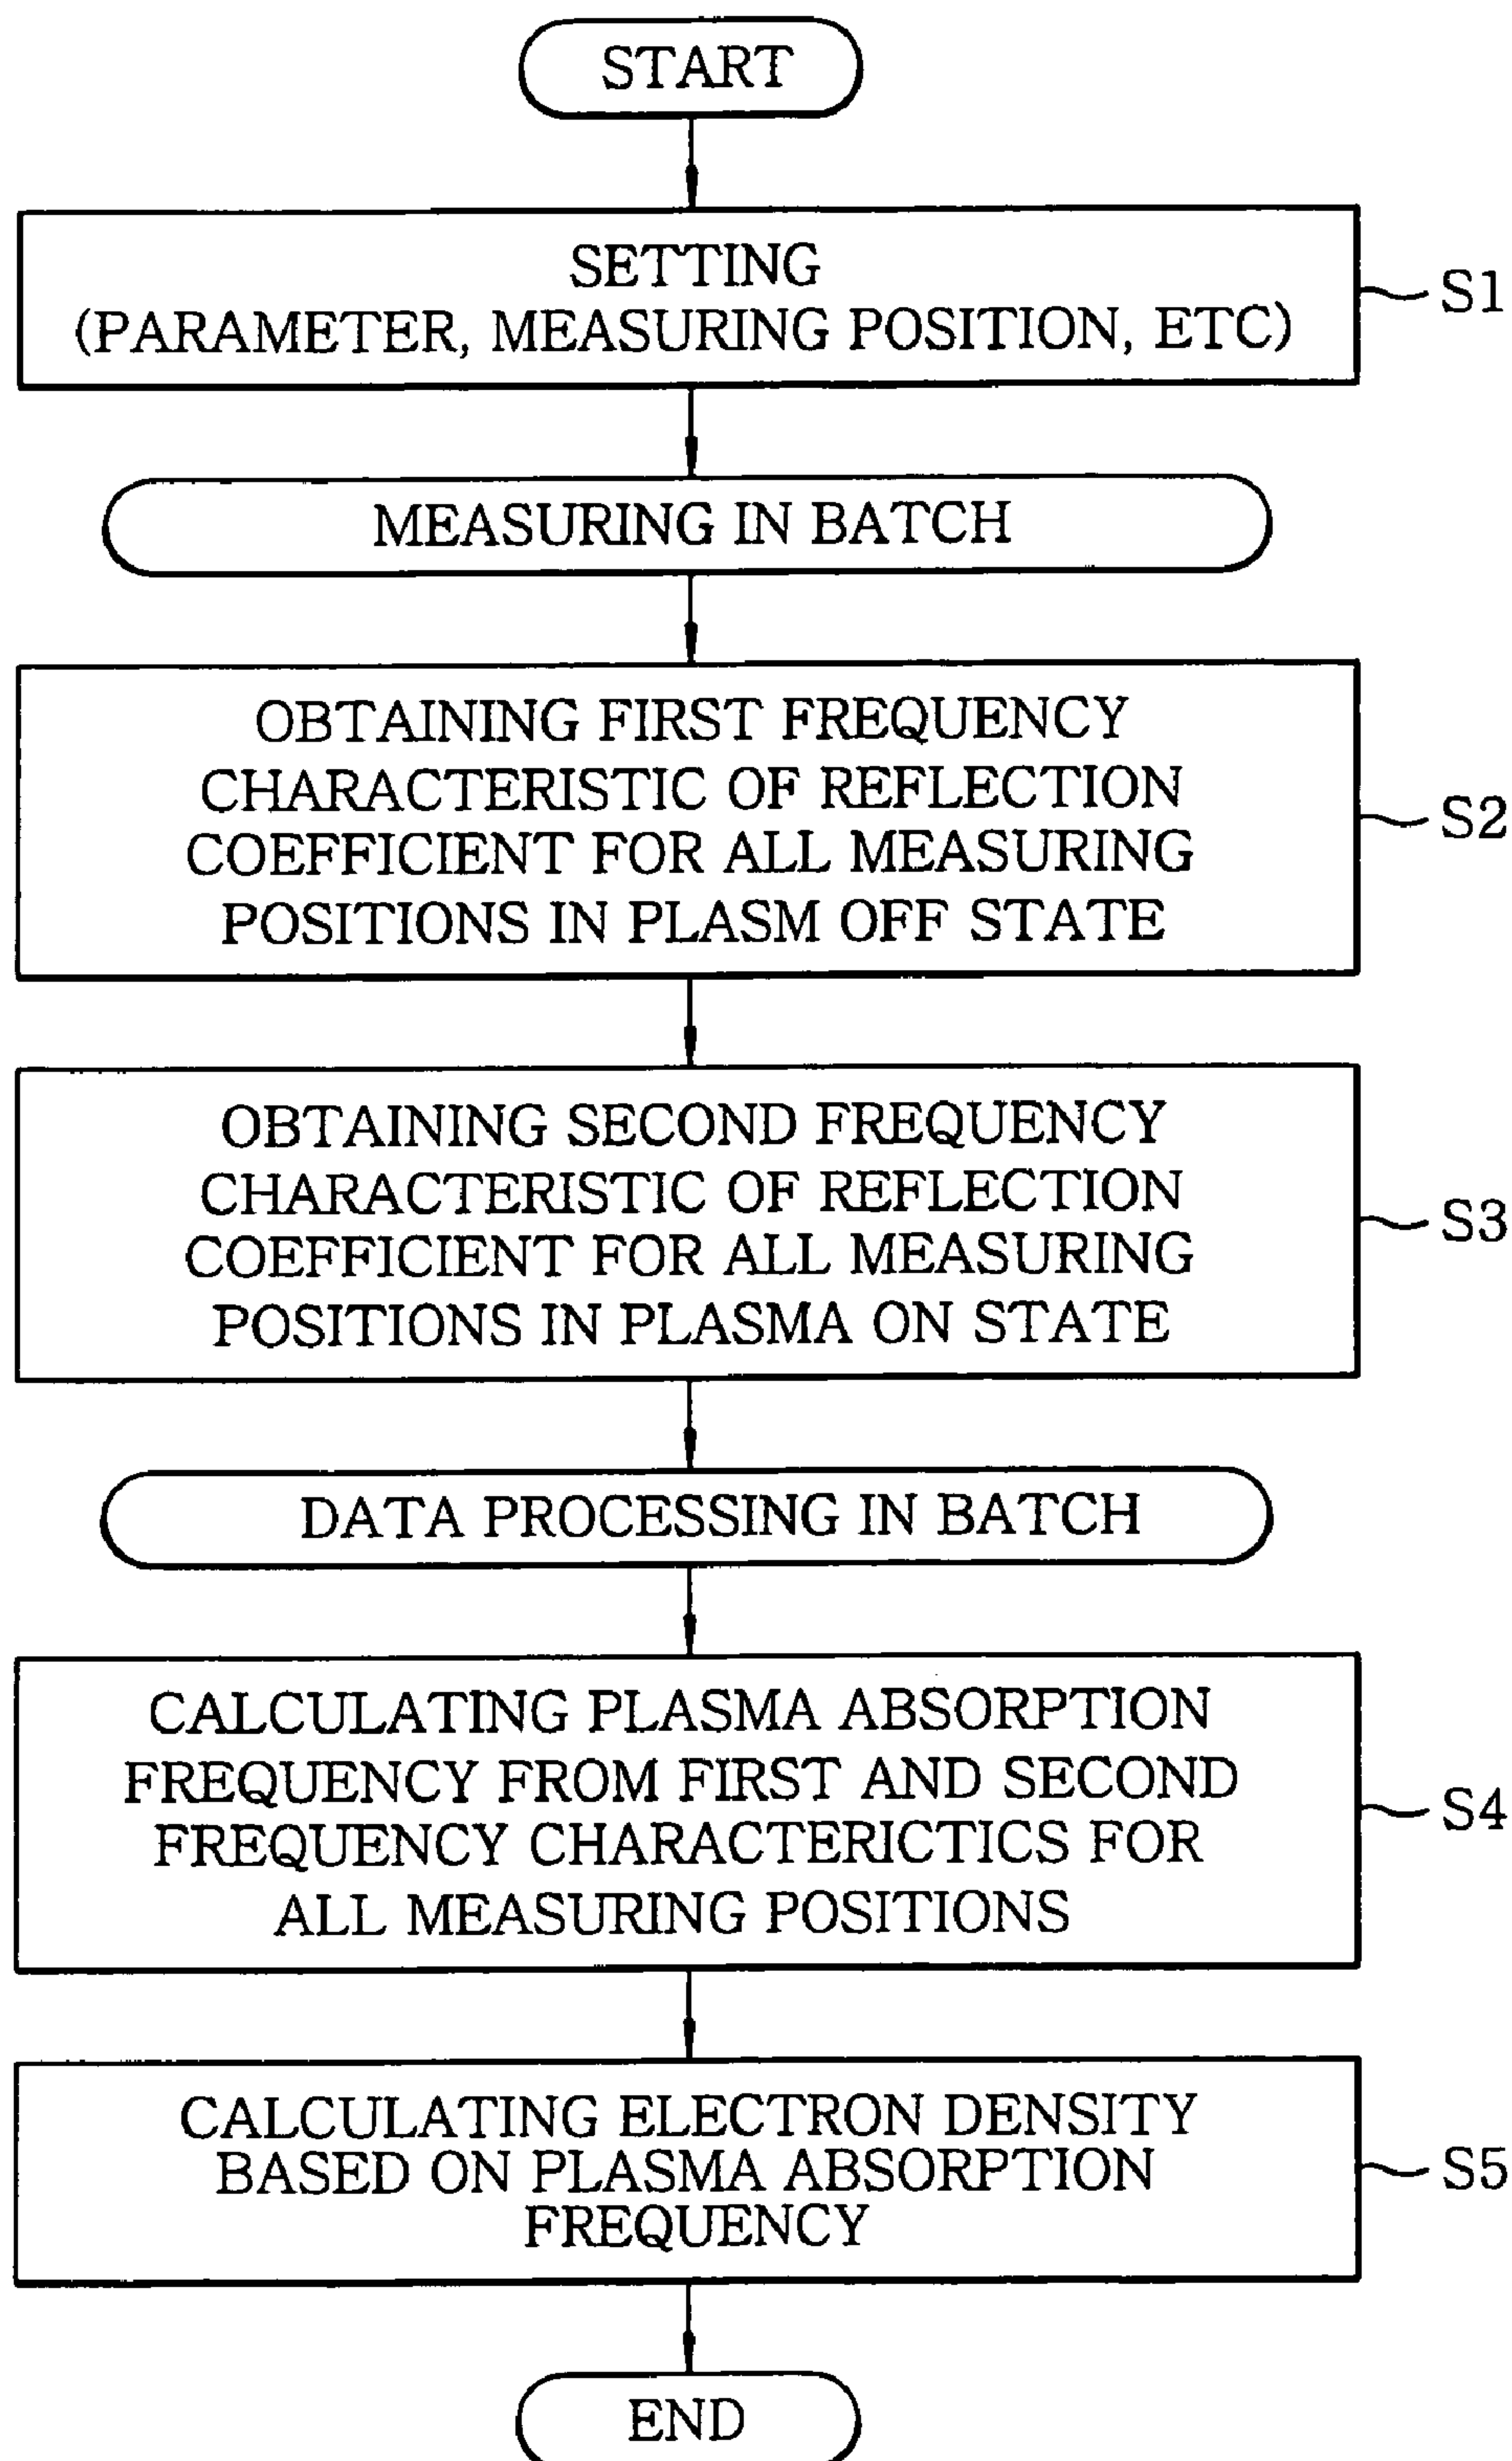 START
SETTING
(PARAMETER, MEASURING POSITION, ETC)
S1
MEASURING IN BATCH
OBTAINING FIRST FREQUENCY
CHARACTERISTIC OF REFLECTION
COEFFICIENT FOR ALL MEASURING
POSITIONS IN PLASM OFF STATE
S2
OBTAINING SECOND FREQUENCY
CHARACTERISTIC OF REFLECTION
COEFFICIENT FOR ALL MEASURING
POSITIONS IN PLASMA ON STATE
S3
DATA PROCESSING IN BATCH
CALCULATING PLASMA ABSORPTION
FREQUENCY FROM FIRST AND SECOND
FREQUENCY CHARACTERICTICS FOR
ALL MEASURING POSITIONS
S4
CALCULATING ELECTRON DENSITY
BASED ON PLASMA ABSORPTION
FREQUENCY
S5
END